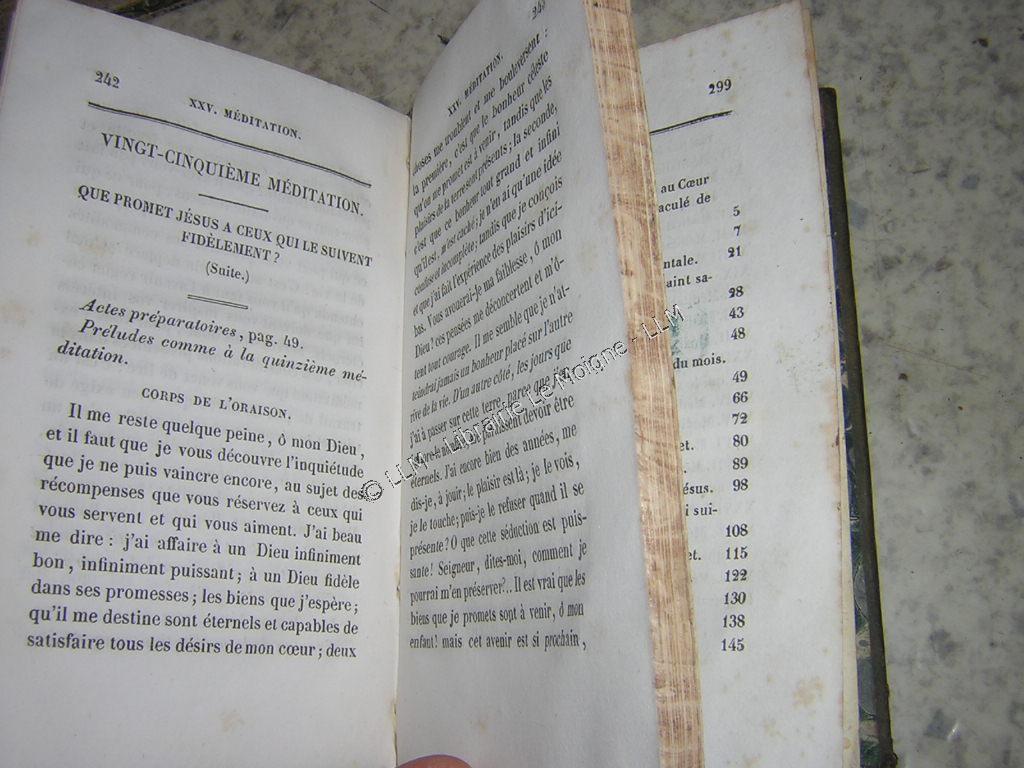 242
XXV. MÉDITATION.
VINGT-CINQUIÈME MÉDITATION.
QUE PROMET JÉSUS A CEUX QUI LE SUIVENT
FIDÈLEMENT ?
(Suite.)
Actes préparatoires, pag. 49.
Préludes comme à la quinzième mé-
ditation.
CORPS DE L'ORAISON.
Il me reste quelque peine, ô mon Dieu,
et il faut que je vous découvre l'inquiétude
que je ne puis vaincre encore, au sujet des
récompenses que vous réservez à ceux qui
vous servent et qui vous aiment. J'ai beau
me dire : j'ai affaire à un Dieu infiniment
bon, infiniment puissant; à un Dieu fidèle
dans ses promesses; les biens que j'espère;
qu'il me destine sont éternels et capables de
satisfaire tous les désirs de mon cœur; deux
243
XXV. MÉDITATION.
choses me troublent et me bouleversent :
la première, c'est que le bonheur céleste
qu'on me promet est à venir, tandis que les
plaisirs de la terre sont présents; la seconde,
c'est que ce bonheur tout grand et infini
qu'il est, m'est caché; je n'en ai qu'une idée
confuse et incomplète; tandis que je conçois
et que j'ai fait l'expérience des plaisirs d'ici-
bas. Vous avouerai-je ma faiblesse, ô mon
Dieu ! ces pensées me déconcertent et m'ô-
tent tout courage. Il me semble que je n'at-
teindrai jamais un bonheur placé sur l'autre
rive de la vie. D'un autre côté, les jours que
j'ai à passer sur cette terre, parce que
me paraissent devoir être
éternels. J'ai encore bien des années, me
dis-je, à jouir; le plaisir est là; je le vois,
je le touche; puis-je le refuser quand il se
présente ? O que cette séduction est puis-
sante ! Seigneur, dites-moi, comment je
pourrai m'en préserver ?... Il est vrai que les
biens que je promets sont à venir, ô mon
enfant! mais cet avenir est si prochain,
299
au Cœur
aculé de
5
7
21
entale.
aint sa-
28
43
48
du mois.
49
66
72
80
et.
89
ésus. 98
i sui-
108
et. 115
122
130
138
145
© LLM - Librairie Le Moigne - LLM